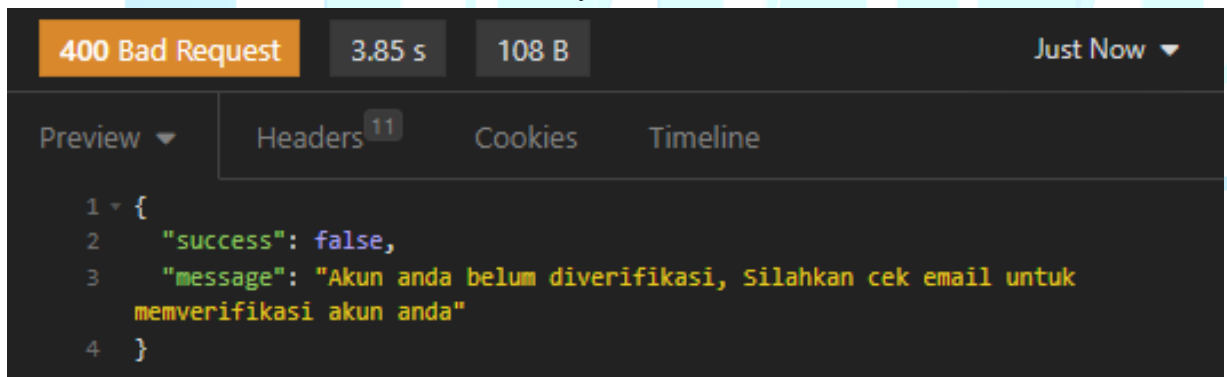 400 Bad Request 3.85 s 108 B Just Now
Preview Headers 11 Cookies Timeline
1 {
2 "success": false,
3 "message": "Akun anda belum diverifikasi, Silahkan cek email untuk
memverifikasi akun anda"
4 }